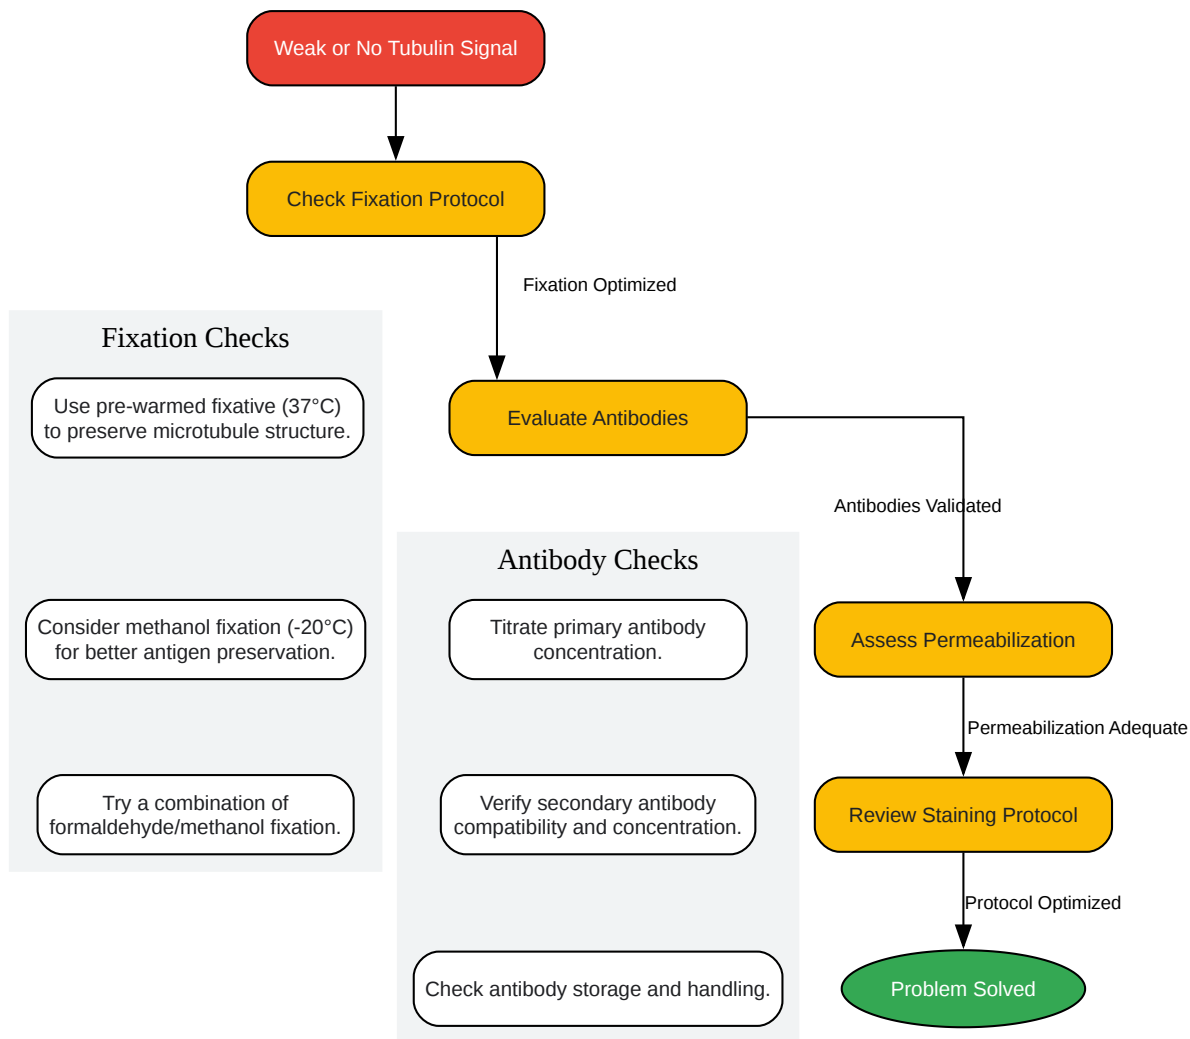 Weak or No Tubulin Signal
Check Fixation Protocol
Fixation Optimized
Fixation Checks
Use pre-warmed fixative (37°C)
to preserve microtubule structure.
Consider methanol fixation (-20°C)
for better antigen preservation.
Try a combination of
formaldehyde/methanol fixation.
Evaluate Antibodies
Antibodies Validated
Antibody Checks
Titrate primary antibody
concentration.
Verify secondary antibody
compatibility and concentration.
Check antibody storage and handling.
Assess Permeabilization
Permeabilization Adequate
Review Staining Protocol
Protocol Optimized
Problem Solved